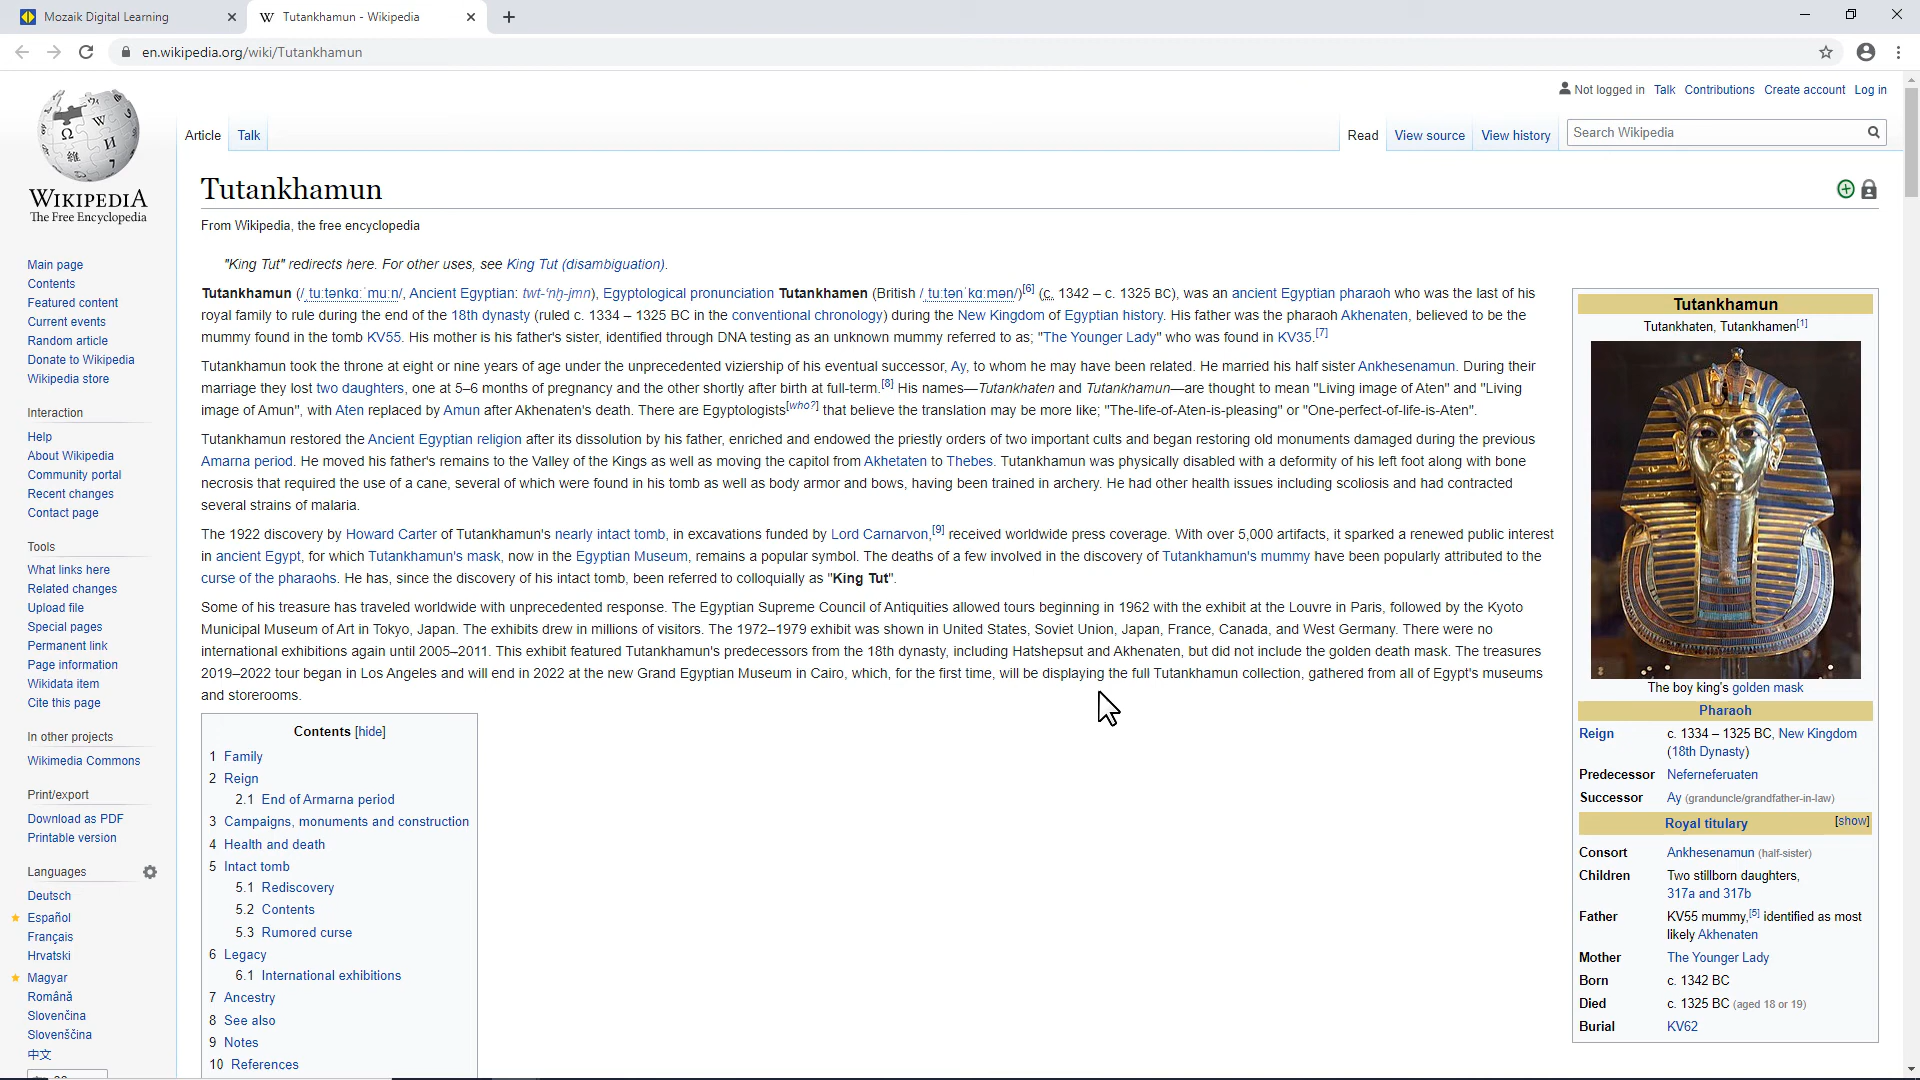 Mozaik Digital Learning
Tutankhamun - Wikipedia
en.wikipedia.org/wiki/Tutankhamun
Not logged in Talk Contributions Create account Log in
Article Talk Read View source View history Search Wikipedia
WIKIPEDIA
The Free Encyclopedia
Main page
Contents
Featured content
Current events
Random article
Donate to Wikipedia
Wikipedia store
Interaction
Help
About Wikipedia
Community portal
Recent changes
Contact page
Tools
What links here
Related changes
Upload file
Special pages
Permanent link
Page information
Wikidata item
Cite this page
In other projects
Wikimedia Commons
Print/export
Download as PDF
Printable version
Languages
Deutsch
Español
Français
Hrvatski
Magyar
Română
Slovenčina
Slovenščina
中文
Tutankhamun
From Wikipedia, the free encyclopedia
"King Tut" redirects here. For other uses, see King Tut (disambiguation).
Tutankhamun (/ˌtuːtənkɑːˈmuːn/, Ancient Egyptian: twt-ꜥnḫ-jmn), Egyptological pronunciation Tutankhamen (British /ˌtuːtənˈkɑːmən/)[6] (c. 1342 – c. 1325 BC), was an ancient Egyptian pharaoh who was the last of his
royal family to rule during the end of the 18th dynasty (ruled c. 1334 – 1325 BC in the conventional chronology) during the New Kingdom of Egyptian history. His father was the pharaoh Akhenaten, believed to be the
mummy found in the tomb KV55. His mother is his father's sister, identified through DNA testing as an unknown mummy referred to as; "The Younger Lady" who was found in KV35.[7]
Tutankhamun took the throne at eight or nine years of age under the unprecedented viziership of his eventual successor, Ay, to whom he may have been related. He married his half sister Ankhesenamun. During their
marriage they lost two daughters, one at 5–6 months of pregnancy and the other shortly after birth at full-term.[8] His names—Tutankhaten and Tutankhamun—are thought to mean "Living image of Aten" and "Living
image of Amun", with Aten replaced by Amun after Akhenaten's death. There are Egyptologists[who?] that believe the translation may be more like; "The-life-of-Aten-is-pleasing" or "One-perfect-of-life-is-Aten".
Tutankhamun restored the Ancient Egyptian religion after its dissolution by his father, enriched and endowed the priestly orders of two important cults and began restoring old monuments damaged during the previous
Amarna period. He moved his father's remains to the Valley of the Kings as well as moving the capitol from Akhetaten to Thebes. Tutankhamun was physically disabled with a deformity of his left foot along with bone
necrosis that required the use of a cane, several of which were found in his tomb as well as body armor and bows, having been trained in archery. He had other health issues including scoliosis and had contracted
several strains of malaria.
The 1922 discovery by Howard Carter of Tutankhamun's nearly intact tomb, in excavations funded by Lord Carnarvon,[9] received worldwide press coverage. With over 5,000 artifacts, it sparked a renewed public interest
in ancient Egypt, for which Tutankhamun's mask, now in the Egyptian Museum, remains a popular symbol. The deaths of a few involved in the discovery of Tutankhamun's mummy have been popularly attributed to the
curse of the pharaohs. He has, since the discovery of his intact tomb, been referred to colloquially as "King Tut".
Some of his treasure has traveled worldwide with unprecedented response. The Egyptian Supreme Council of Antiquities allowed tours beginning in 1962 with the exhibit at the Louvre in Paris, followed by the Kyoto
Municipal Museum of Art in Tokyo, Japan. The exhibits drew in millions of visitors. The 1972–1979 exhibit was shown in United States, Soviet Union, Japan, France, Canada, and West Germany. There were no
international exhibitions again until 2005–2011. This exhibit featured Tutankhamun's predecessors from the 18th dynasty, including Hatshepsut and Akhenaten, but did not include the golden death mask. The treasures
2019–2022 tour began in Los Angeles and will end in 2022 at the new Grand Egyptian Museum in Cairo, which, for the first time, will be displaying the full Tutankhamun collection, gathered from all of Egypt's museums
and storerooms.
Contents [hide]
1 Family
2 Reign
2.1 End of Armarna period
3 Campaigns, monuments and construction
4 Health and death
5 Intact tomb
5.1 Rediscovery
5.2 Contents
5.3 Rumored curse
6 Legacy
6.1 International exhibitions
7 Ancestry
8 See also
9 Notes
10 References
Tutankhamun
Tutankhaten, Tutankhamen[1]
The boy king's golden mask
Pharaoh
Reign c. 1334 – 1325 BC, New Kingdom
(18th Dynasty)
Predecessor Neferneferuaten
Successor Ay (granduncle/grandfather-in-law)
Royal titulary [show]
Consort Ankhesenamun (half-sister)
Children Two stillborn daughters,
317a and 317b
Father KV55 mummy,[5] identified as most
likely Akhenaten
Mother The Younger Lady
Born c. 1342 BC
Died c. 1325 BC (aged 18 or 19)
Burial KV62